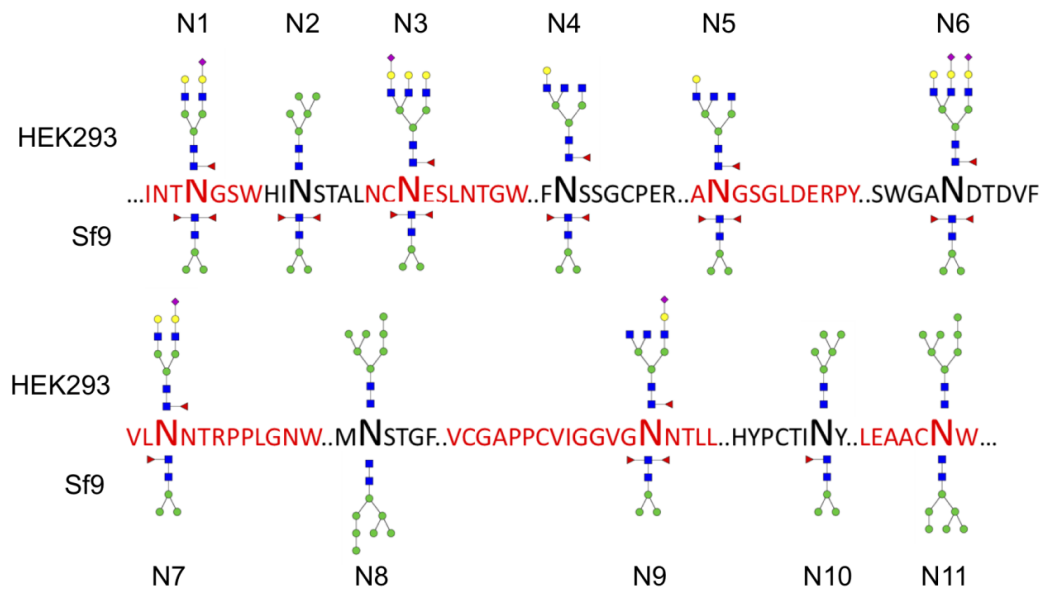 N1 N2 N3 N4 N5 N6
HEK293
...INTNGSWHINSTALNCNESLNTGW..FNSSGCPER..ANGSGLDERPY..SWGANDTDVF
Sf9
HEK293
VLNNTRPPLGNW..MNSTGF..VCGAPPCVIGGVGNNTLL..HYPCTINY..LEAACNW...
Sf9
N7 N8 N9 N10 N11